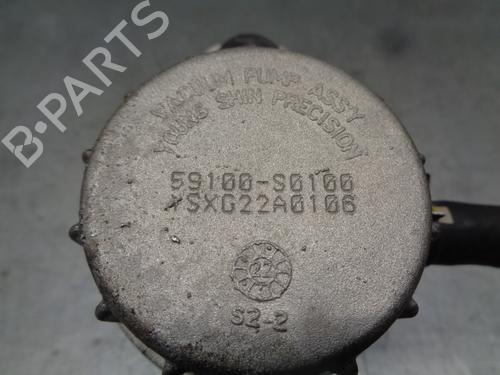 B-PARTS
VACUUM PUMP ASSY
YOUNG SHIN PRECISION
59100-S0100
*SXG22A0106
S2-2